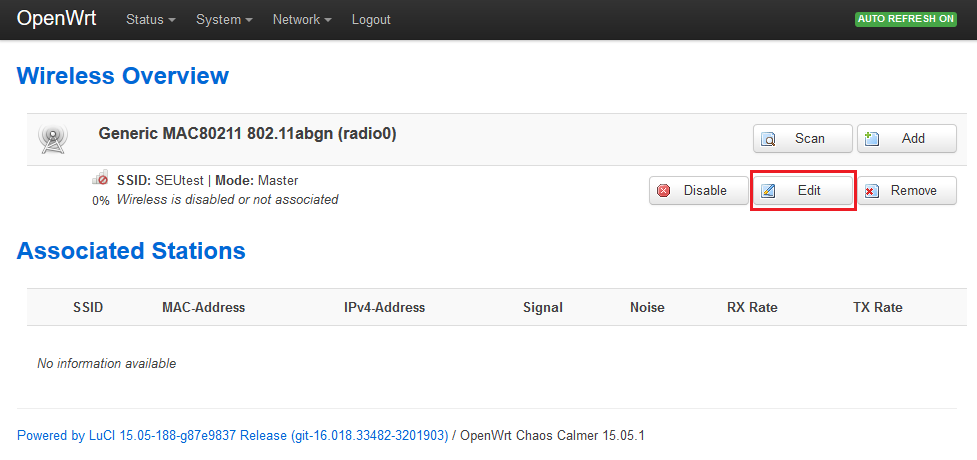 OpenWrt Status System Network Logout AUTO REFRESH ON
Wireless Overview
Generic MAC80211 802.11abgn (radio0) Scan Add
SSID: SEUtest | Mode: Master
0% Wireless is disabled or not associated
Disable Edit Remove
Associated Stations
SSID MAC-Address IPv4-Address Signal Noise RX Rate TX Rate
No information available
Powered by LuCI 15.05-188-g87e9837 Release (git-16.018.33482-3201903) / OpenWrt Chaos Calmer 15.05.1